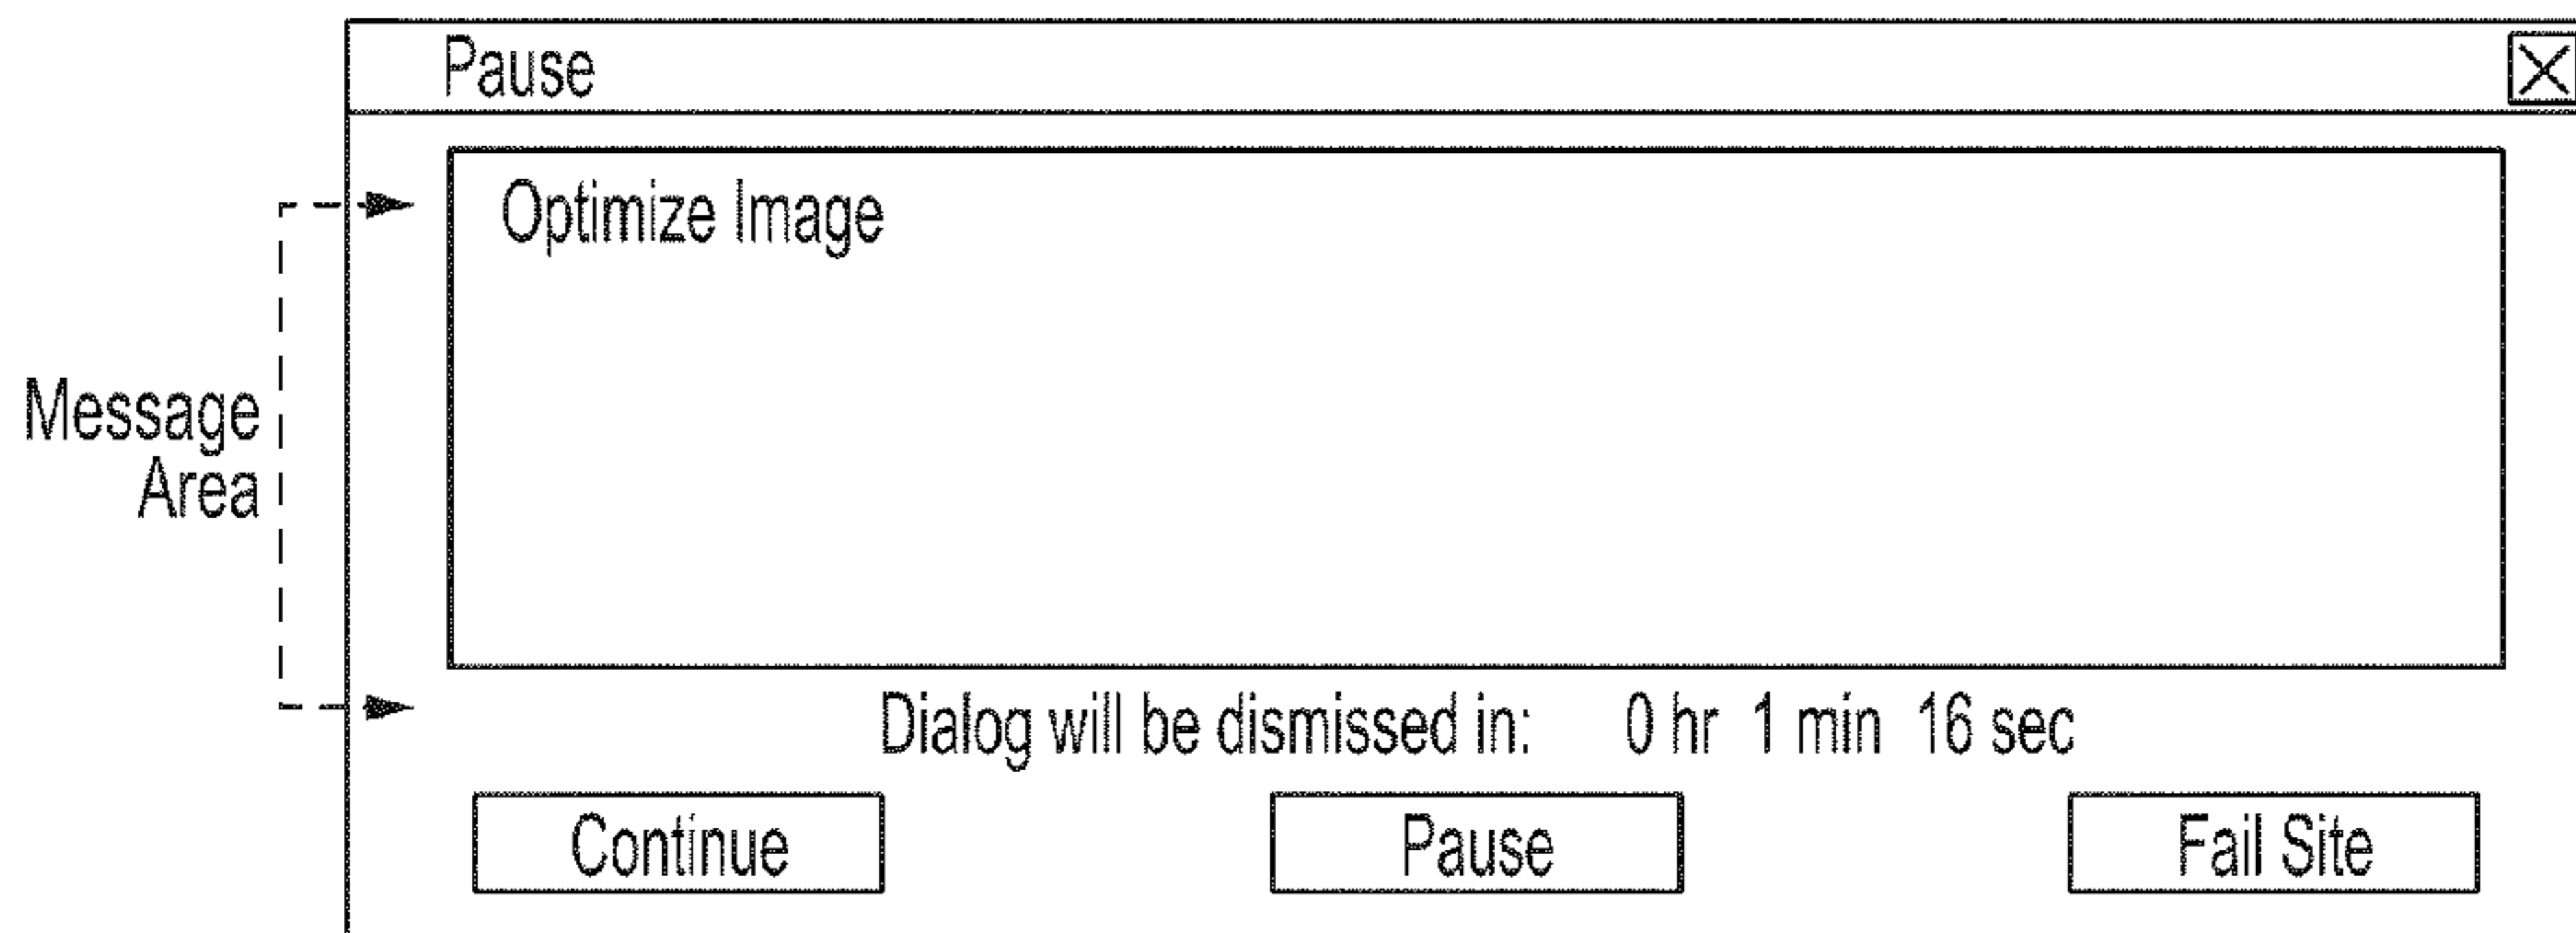 Pause
Optimize Image
Message
Area
Dialog will be dismissed in: 0 hr 1 min 16 sec
Continue Pause Fail Site